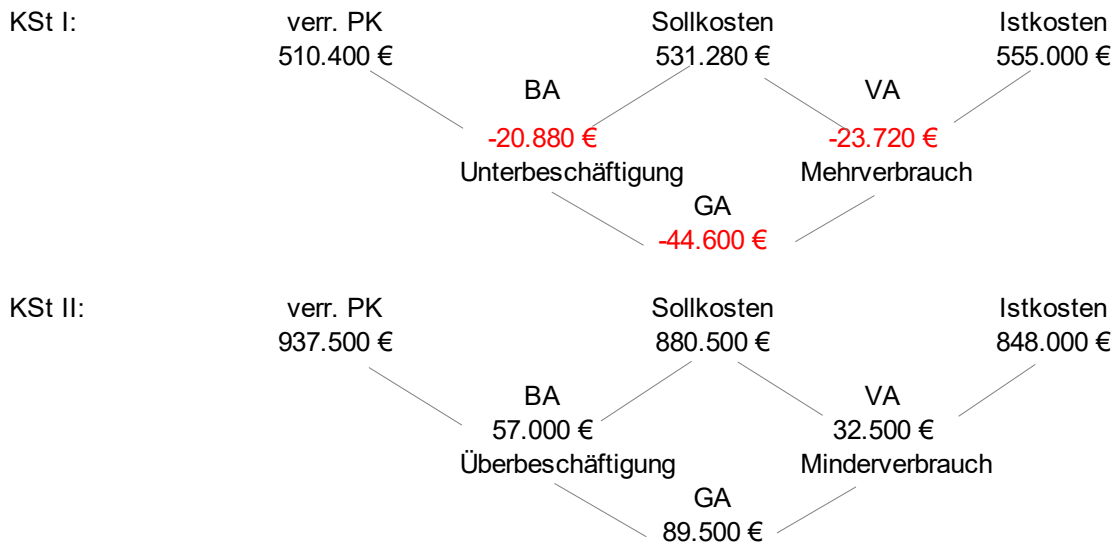 KSt I: verr. PK Sollkosten Istkosten
510.400 € 531.280 € 555.000 €
BA VA
-20.880 € -23.720 €
Unterbeschäftigung Mehrverbrauch
GA
-44.600 €
KSt II: verr. PK Sollkosten Istkosten
937.500 € 880.500 € 848.000 €
BA VA
57.000 € 32.500 €
Überbeschäftigung Minderverbrauch
GA
89.500 €